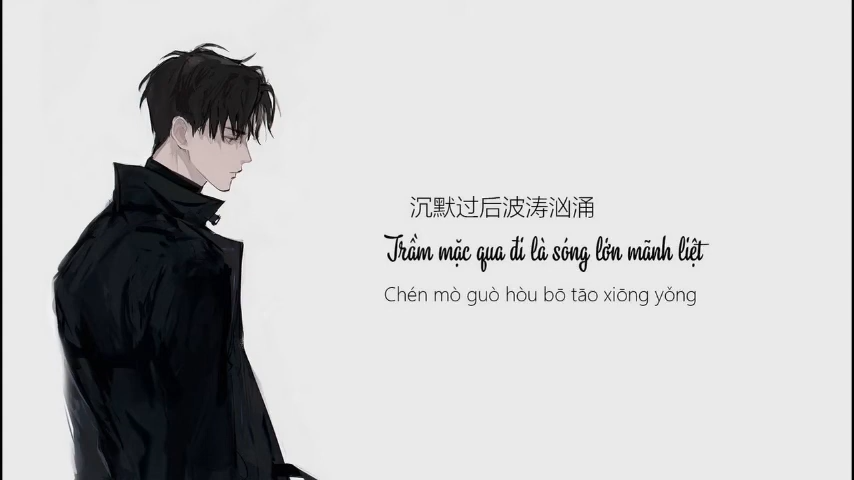 沉默过后波涛汹涌
Trầm mặc qua đi là sóng lớn mãnh liệt
Chén mò guò hòu bō tāo xiōng yǒng